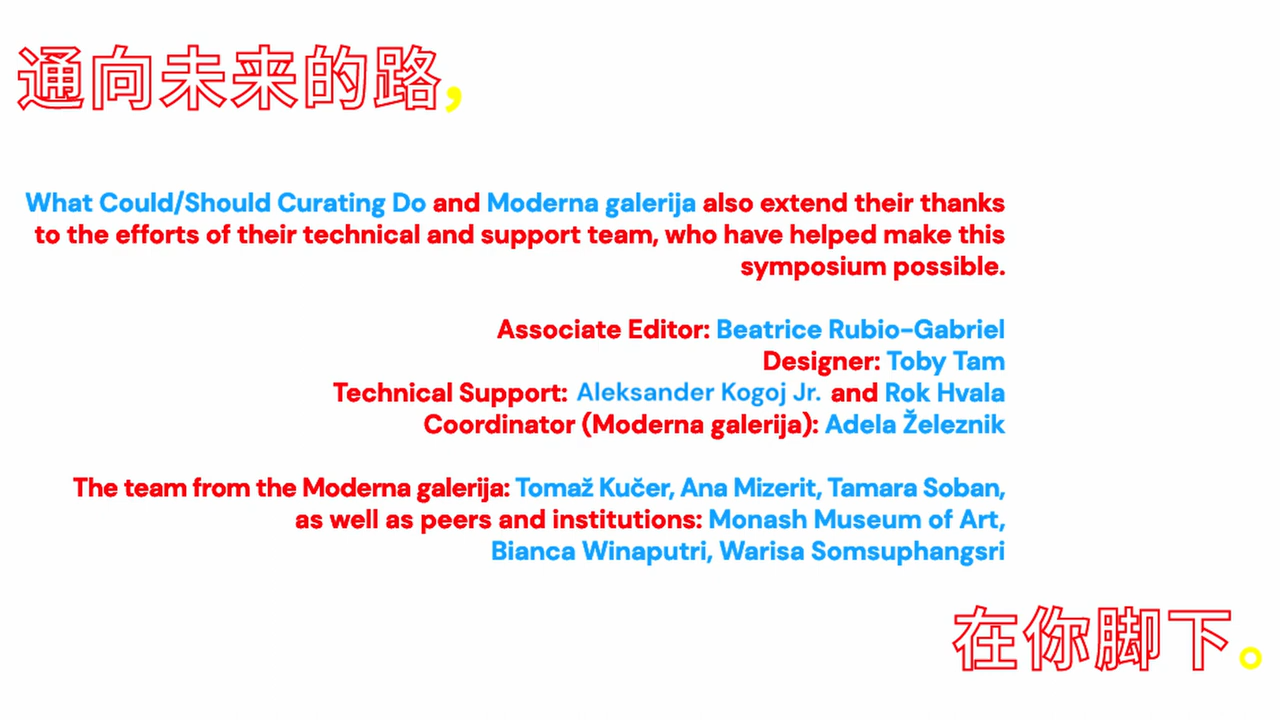 通向未来的路,
What Could/Should Curating Do and Moderna galerija also extend their thanks
to the efforts of their technical and support team, who have helped make this
symposium possible.
Associate Editor: Beatrice Rubio-Gabriel
Designer: Toby Tam
Technical Support: Aleksander Kogoj Jr. and Rok Hvala
Coordinator (Moderna galerija): Adela Železnik
The team from the Moderna galerija: Tomaž Kučer, Ana Mizerit, Tamara Soban,
as well as peers and institutions: Monash Museum of Art,
Bianca Winaputri, Warisa Somsuphangsri
在你脚下。